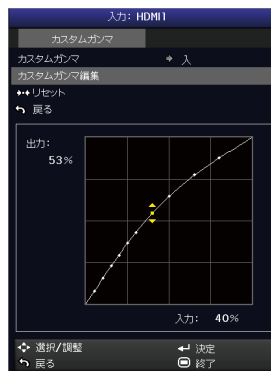 入力: HDMI1
カスタムガンマ
カスタムガンマ 入
カスタムガンマ編集
リセット
戻る
出力:
53%
入力: 40%
選択/調整 決定
戻る 終了